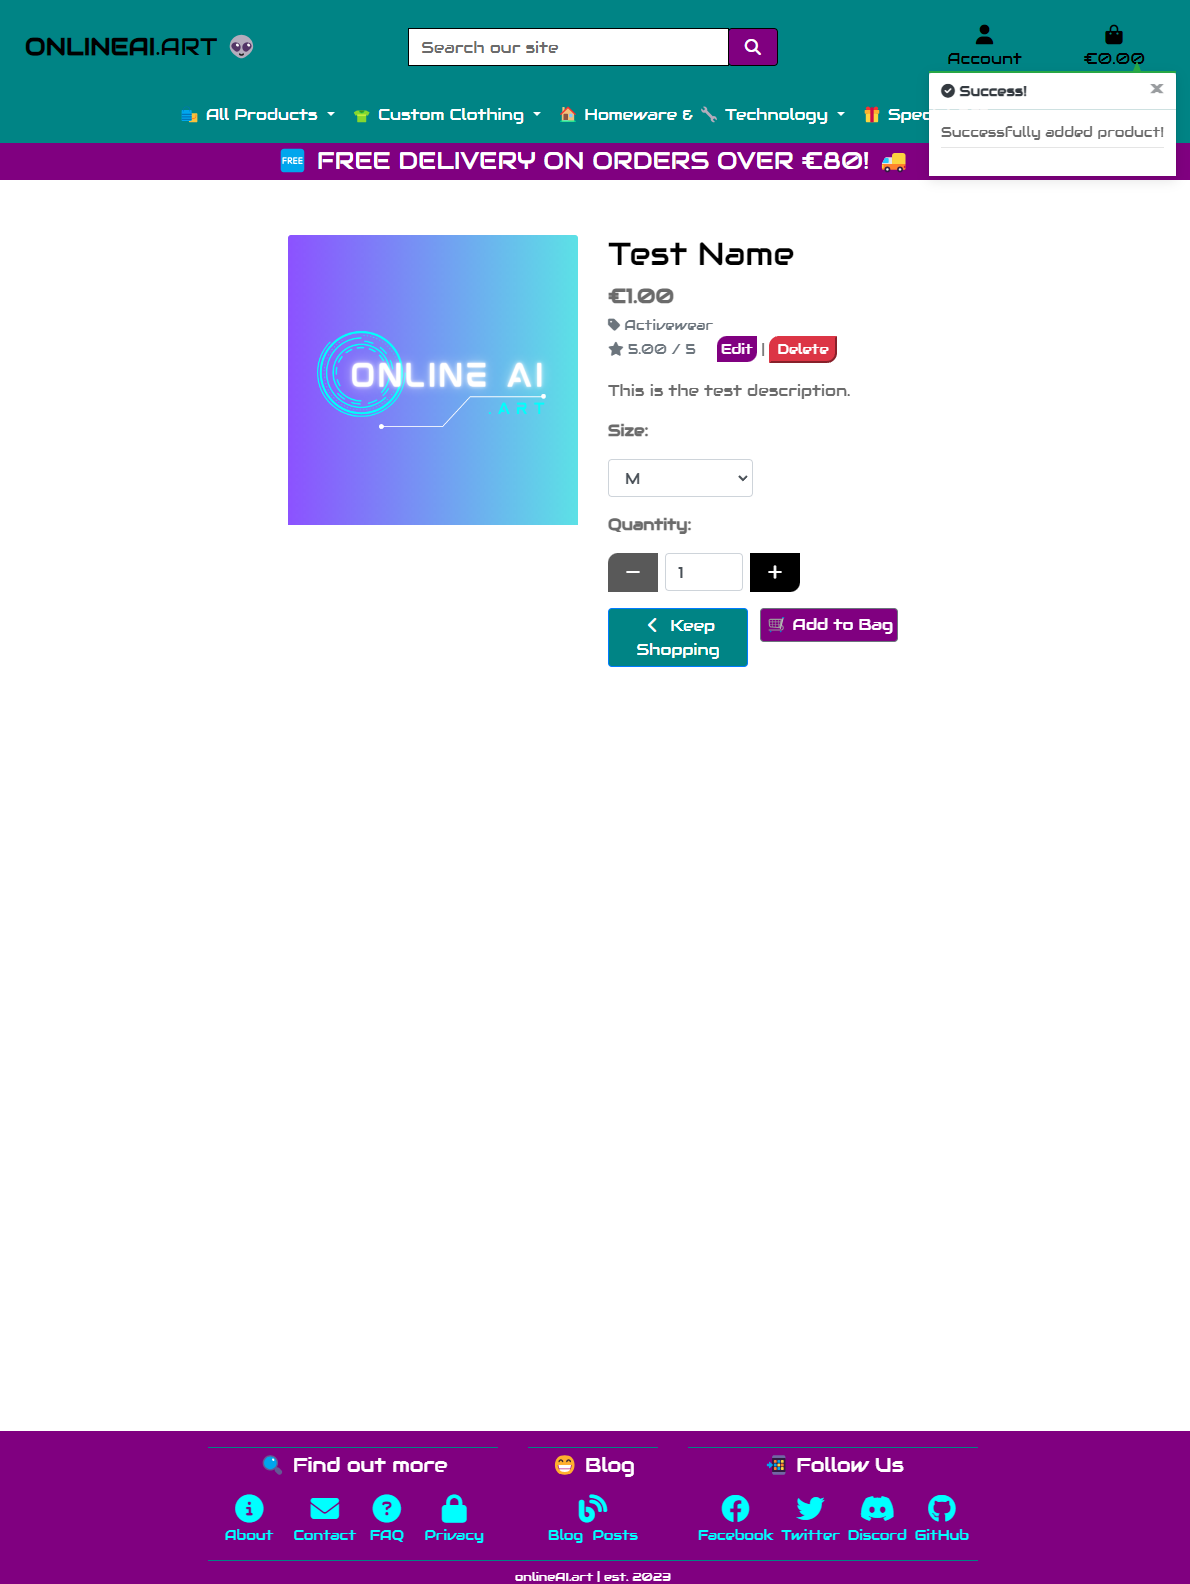 ONLINEAI.ART
Search our site
Account
€0.00
All Products
Custom Clothing
Homeware &
Technology
Spec
Success!
×
Successfully added product!
FREE
FREE DELIVERY ON ORDERS OVER €80!
ONLINE AI
.ART
Test Name
€1.00
Activewear
5.00 / 5
Edit | Delete
This is the test description.
Size:
M
Quantity:
1
Keep
Shopping
Add to Bag
Find out more
Blog
Follow Us
About
Contact
FAQ
Privacy
Blog Posts
Facebook
Twitter
Discord
GitHub
onlineAI.art | est. 2023